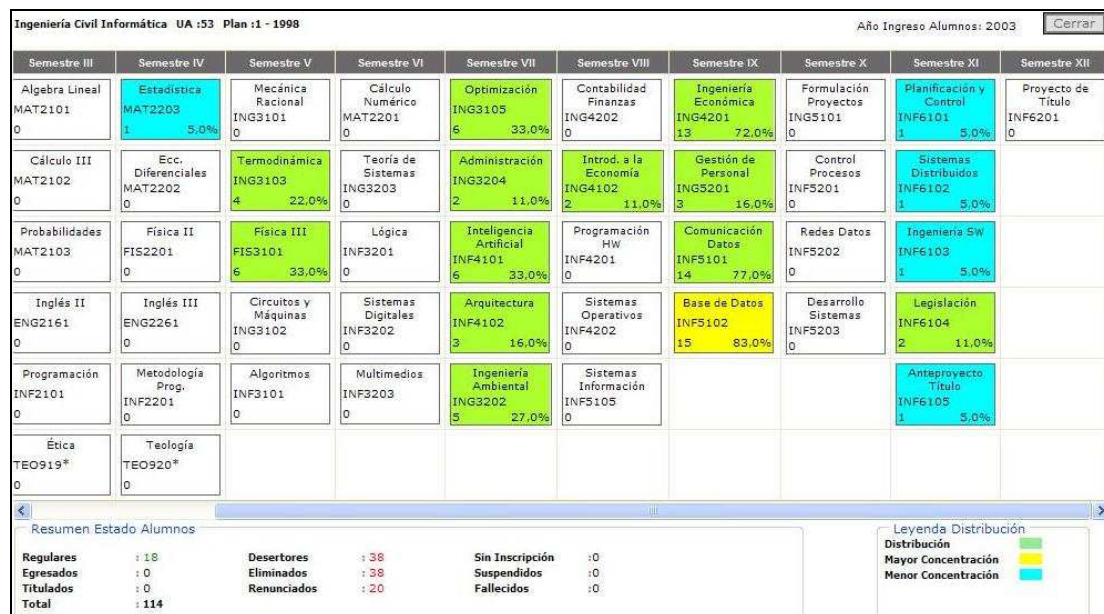 Ingeniería Civil Informática UA :53 Plan :1 - 1998
Año Ingreso Alumnos: 2003
Cerrar
Semestre III Semestre IV Semestre V Semestre VI Semestre VII Semestre VIII Semestre IX Semestre X Semestre XI Semestre XII
Algebra Lineal
MAT2101
0
Estadística
MAT2203
1 5,0%
Mecánica
Racional
ING3101
0
Cálculo
Numérico
MAT2201
0
Optimización
ING3105
6 33,0%
Contabilidad
Finanzas
ING4202
0
Ingeniería
Económica
ING4201
13 72,0%
Formulación
Proyectos
ING5101
0
Planificación y
Control
INF6101
1 5,0%
Proyecto de
Título
INF6201
0
Cálculo III
MAT2102
0
Ecc.
Diferenciales
MAT2202
0
Termodinámica
ING3103
4 22,0%
Teoría de
Sistemas
ING3203
0
Administración
ING3204
2 11,0%
Introd. a la
Economía
ING4102
2 11,0%
Gestión de
Personal
ING5201
3 16,0%
Control
Procesos
INF5201
0
Sistemas
Distribuidos
INF6102
1 5,0%
Probabilidades
MAT2103
0
Física II
FIS2201
0
Física III
FIS3101
6 33,0%
Lógica
INF3201
0
Inteligencia
Artificial
INF4101
6 33,0%
Programación
HW
INF4201
0
Comunicación
Datos
INF5101
14 77,0%
Redes Datos
INF5202
0
Ingeniería SW
INF6103
1 5,0%
Inglés II
ENG2161
0
Inglés III
ENG2261
0
Circuitos y
Máquinas
ING3102
0
Sistemas
Digitales
INF3202
0
Arquitectura
INF4102
3 16,0%
Sistemas
Operativos
INF4202
0
Base de Datos
INF5102
15 83,0%
Desarrollo
Sistemas
INF5203
0
Legislación
INF6104
2 11,0%
Programación
INF2101
0
Metodología
Prog.
INF2201
0
Algoritmos
INF3101
0
Multimedios
INF3203
0
Ingeniería
Ambiental
ING3202
5 27,0%
Sistemas
Información
INF5105
0
Anteproyecto
Título
INF6105
1 5,0%
Ética
TEO919*
0
Teología
TEO920*
0
Resumen Estado Alumnos
Regulares : 18 Desertores : 38 Sin Inscripción :0
Egresados : 0 Eliminados : 38 Suspendidos :0
Titulados : 0 Renunciados : 20 Fallecidos :0
Total : 114
Leyenda Distribución
Distribución
Mayor Concentración
Menor Concentración